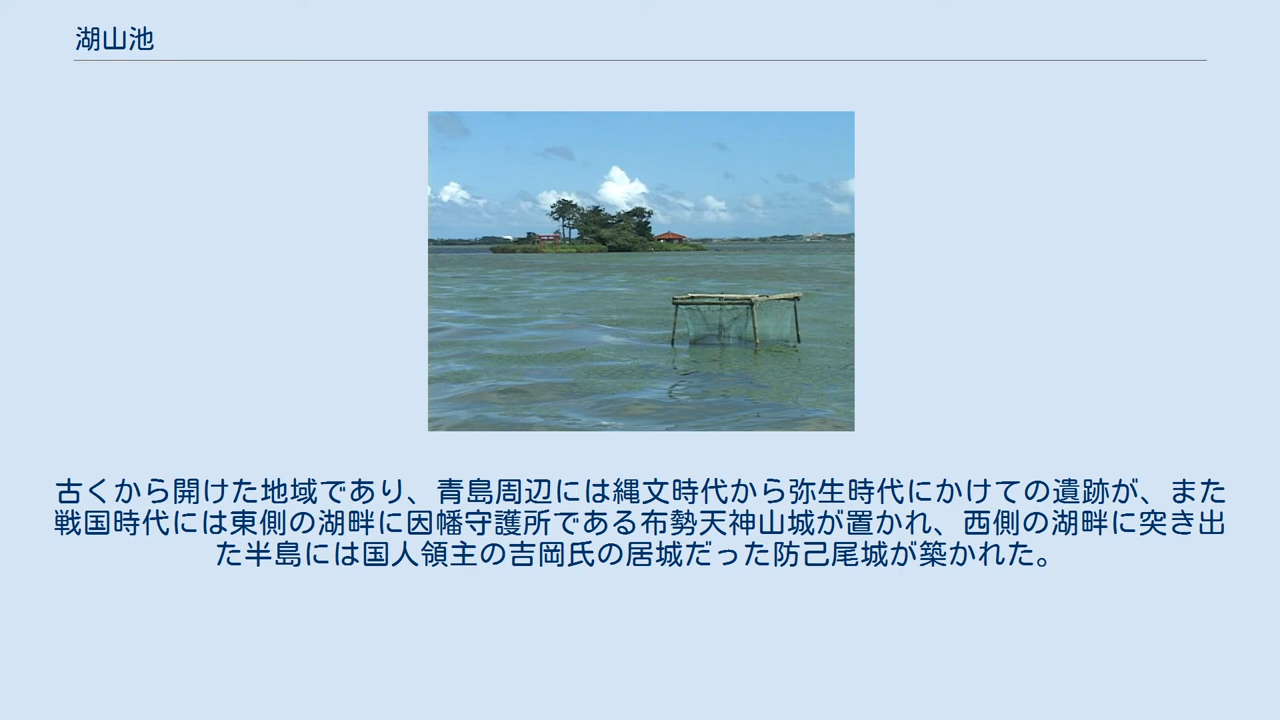 湖山池
古くから開けた地域であり、青島周辺には縄文時代から弥生時代にかけての遺跡が、また
戦国時代には東側の湖畔に因幡守護所である布勢天神山城が置かれ、西側の湖畔に突き出
た半島には国人領主の吉岡氏の居城だった防己尾城が築かれた。